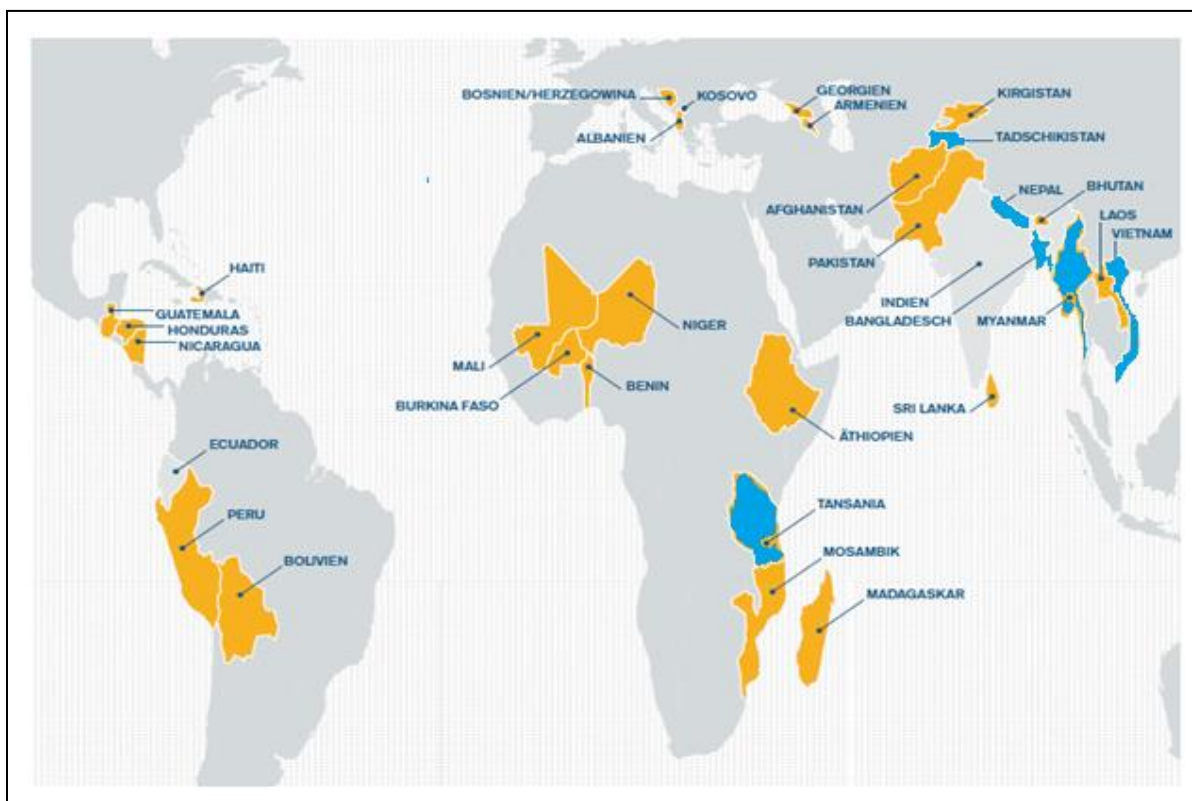 BOSNIEN/HERZEGOWINA
KOSOVO
GEORGIEN
ARMENIEN
KIRGISTAN
ALBANIEN
TADSCHIKISTAN
NEPAL
BHUTAN
AFGHANISTAN
LAOS
VIETNAM
PAKISTAN
HAITI
INDIEN
GUATEMALA
BANGLADESCH
MYANMAR
HONDURAS
NIGER
NICARAGUA
MALI
BENIN
BURKINA FASO
SRI LANKA
ÄTHIOPIEN
ECUADOR
TANSANIA
PERU
MOSAMBIK
BOLIVIEN
MADAGASKAR